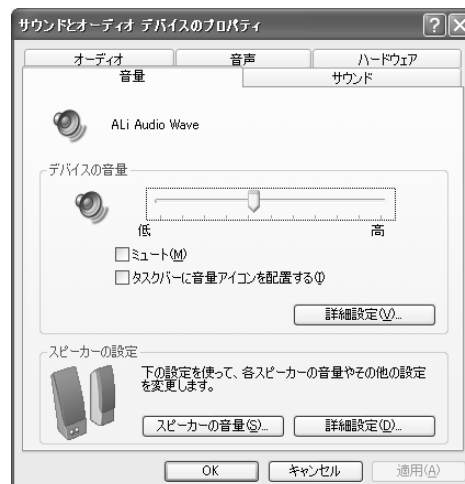 サウンドとオーディオ デバイスのプロパティ
オーディオ 音声 ハードウェア
音量 サウンド
ALi Audio Wave
デバイスの音量
低 高
ミュート(M)
タスクバーに音量アイコンを配置する(I)
詳細設定(V)...
スピーカーの設定
下の設定を使って、各スピーカーの音量やその他の設定
を変更します。
スピーカーの音量(S)... 詳細設定(D)...
OK キャンセル 適用(A)